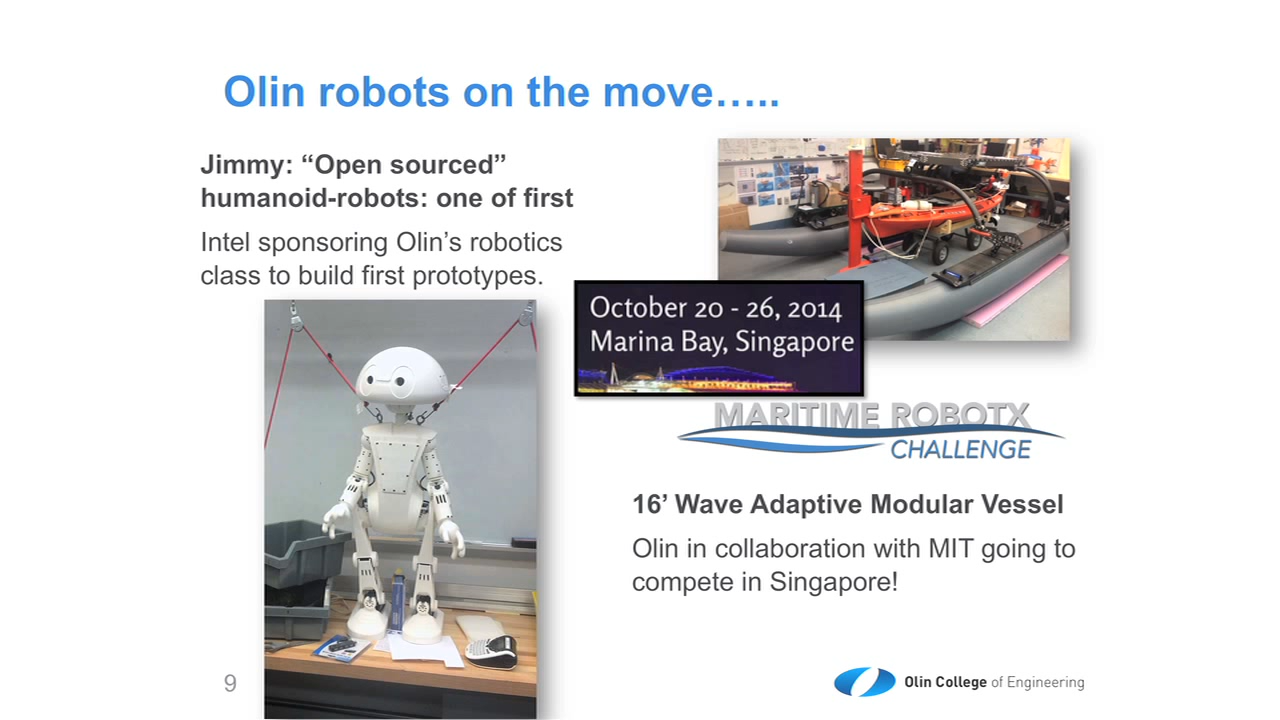 Olin robots on the move…..
Jimmy: “Open sourced”
humanoid-robots: one of first
Intel sponsoring Olin’s robotics
class to build first prototypes.
October 20 - 26, 2014
Marina Bay, Singapore
MARITIME ROBOTX
CHALLENGE
16’ Wave Adaptive Modular Vessel
Olin in collaboration with MIT going to
compete in Singapore!
9
Olin College of Engineering